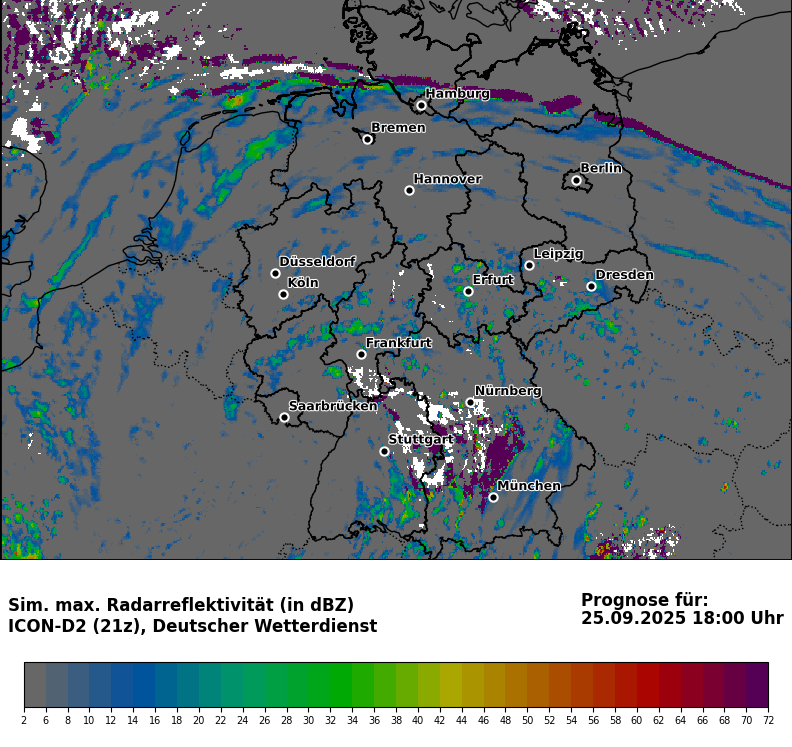 Hamburg
Bremen
Berlin
Hannover
Leipzig
Düsseldorf
Dresden
Köln
Erfurt
Frankfurt
Nürnberg
Saarbrücken
Stuttgart
München
Sim. max. Radarreflektivität (in dBZ)
ICON-D2 (21z), Deutscher Wetterdienst
Prognose für:
25.09.2025 18:00 Uhr
2 6 8 10 12 14 16 18 20 22 24 26 28 30 32 34 36 38 40 42 44 46 48 50 52 54 56 58 60 62 64 66 68 70 72